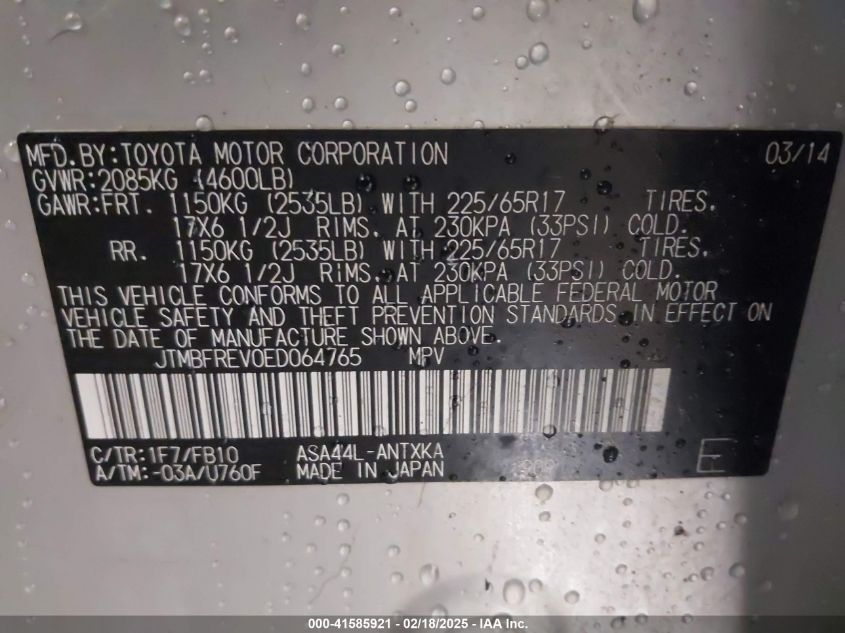 MFD.BY:TOYOTA MOTOR CORPORATION 03/14
GVWR:2085KG (4600LB)
GAWR:FRT. 1150KG (2535LB) WITH 225/65R17 TIRES.
17X6 1/2J RIMS. AT 230KPA (33PSI) COLD.
RR. 1150KG (2535LB) WITH 225/65R17 TIRES.
17X6 1/2J RIMS. AT 230KPA (33PSI) COLD.
THIS VEHICLE CONFORMS TO ALL APPLICABLE FEDERAL MOTOR
VEHICLE SAFETY AND THEFT PREVENTION STANDARDS IN EFFECT ON
THE DATE OF MANUFACTURE SHOWN ABOVE.
JTMBFREV0ED064765 MPV
C/TR:1F7/FB10 ASA44L-ANTXKA
A/TM:-03A/U760F MADE IN JAPAN
E
000-41585921 - 02/18/2025 - IAA Inc.